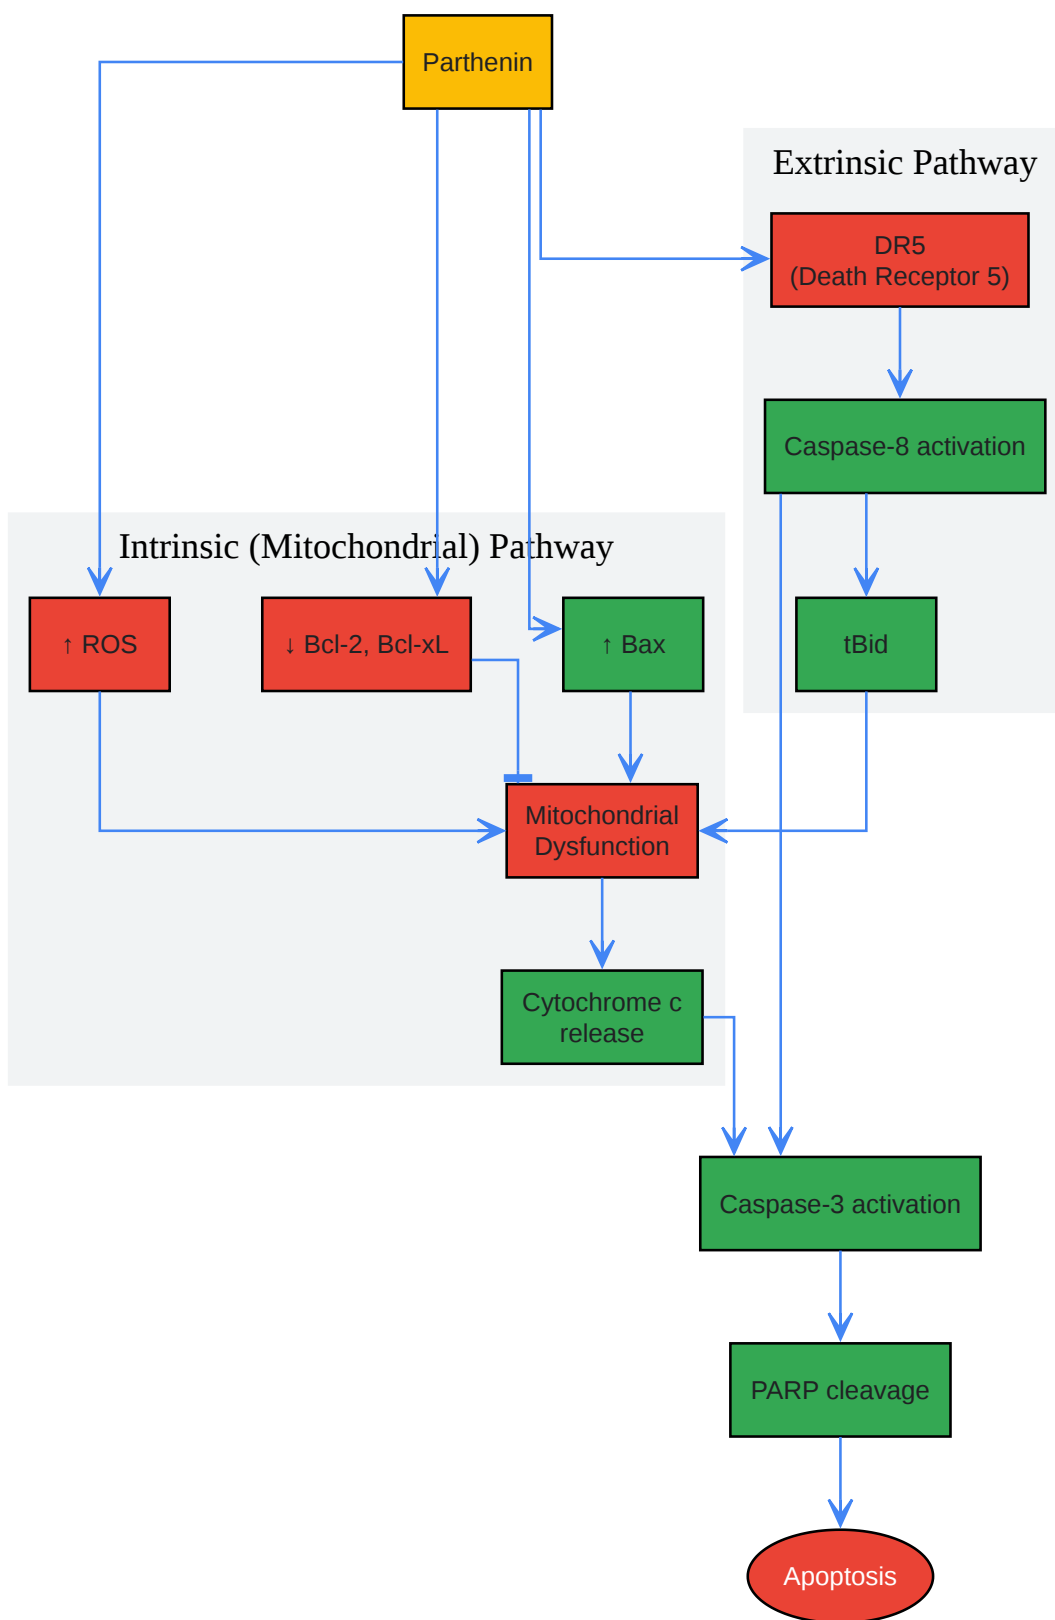 Parthenin
Extrinsic Pathway
DR5
(Death Receptor 5)
Caspase-8 activation
Intrinsic (Mitochondrial) Pathway
↑ ROS
↓ Bcl-2, Bcl-xL
↑ Bax
tBid
Mitochondrial
Dysfunction
Cytochrome c
release
Caspase-3 activation
PARP cleavage
Apoptosis